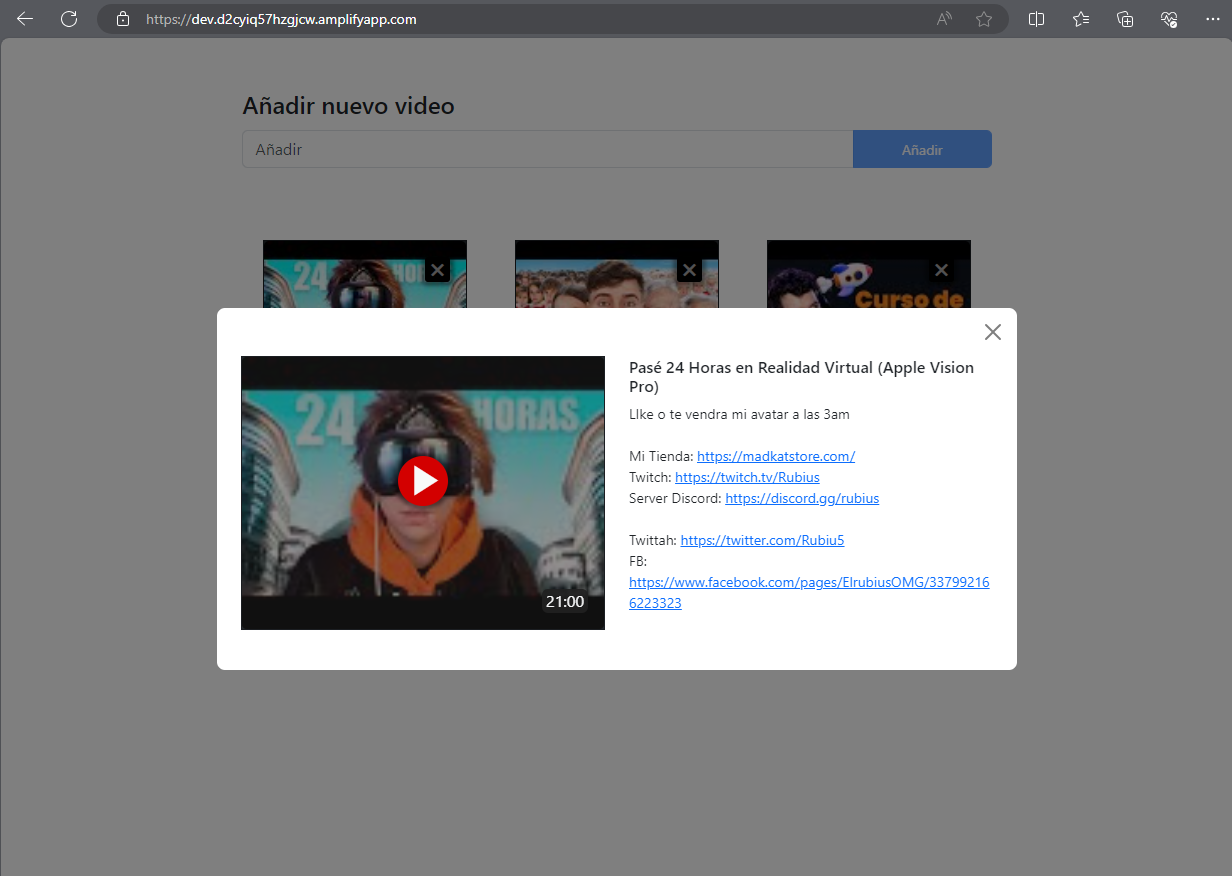 https://dev.d2cyiq57hzgjcw.amplifyapp.com
Añadir nuevo video
Añadir
Añadir
24 HOR
Curso de
24 HORAS
21:00
Pasé 24 Horas en Realidad Virtual (Apple Vision
Pro)
LIke o te vendra mi avatar a las 3am
Mi Tienda: https://madkatstore.com/
Twitch: https://twitch.tv/Rubius
Server Discord: https://discord.gg/rubius
Twittah: https://twitter.com/Rubiu5
FB:
https://www.facebook.com/pages/ElrubiusOMG/33799216
6223323